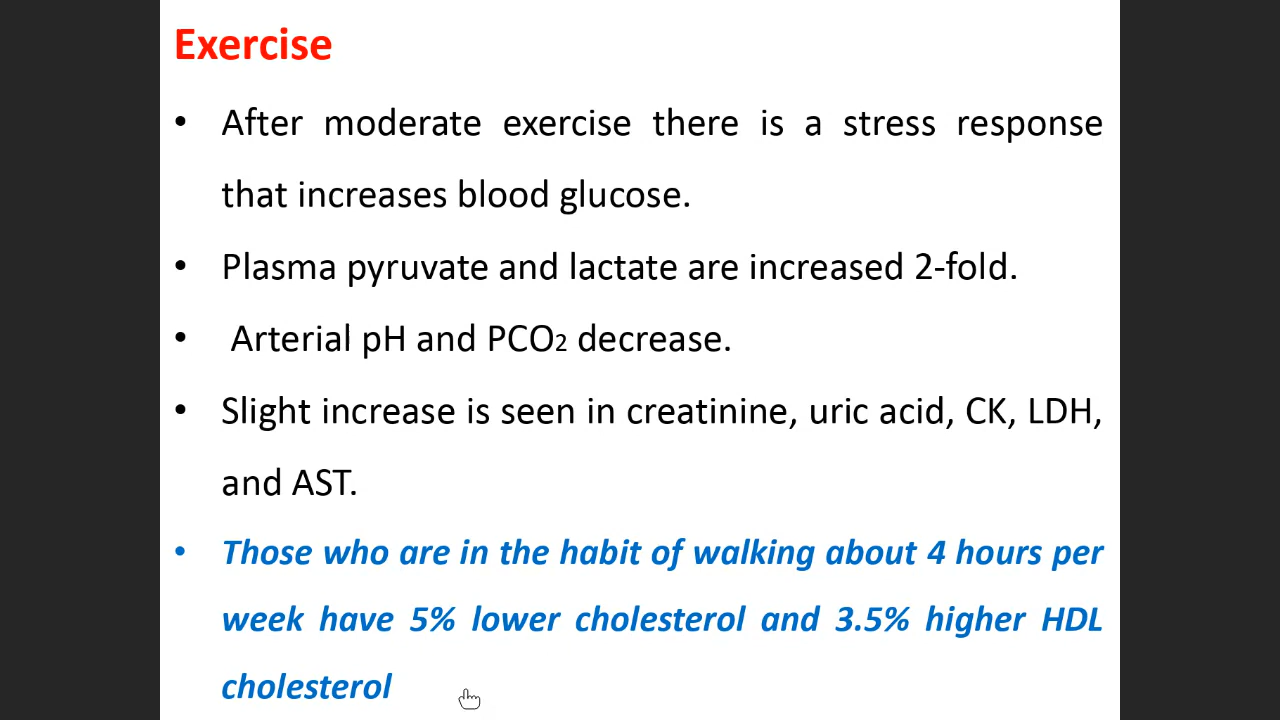 Exercise
• After moderate exercise there is a stress response
that increases blood glucose.
• Plasma pyruvate and lactate are increased 2-fold.
• Arterial pH and PCO2 decrease.
• Slight increase is seen in creatinine, uric acid, CK, LDH,
and AST.
• Those who are in the habit of walking about 4 hours per
week have 5% lower cholesterol and 3.5% higher HDL
cholesterol